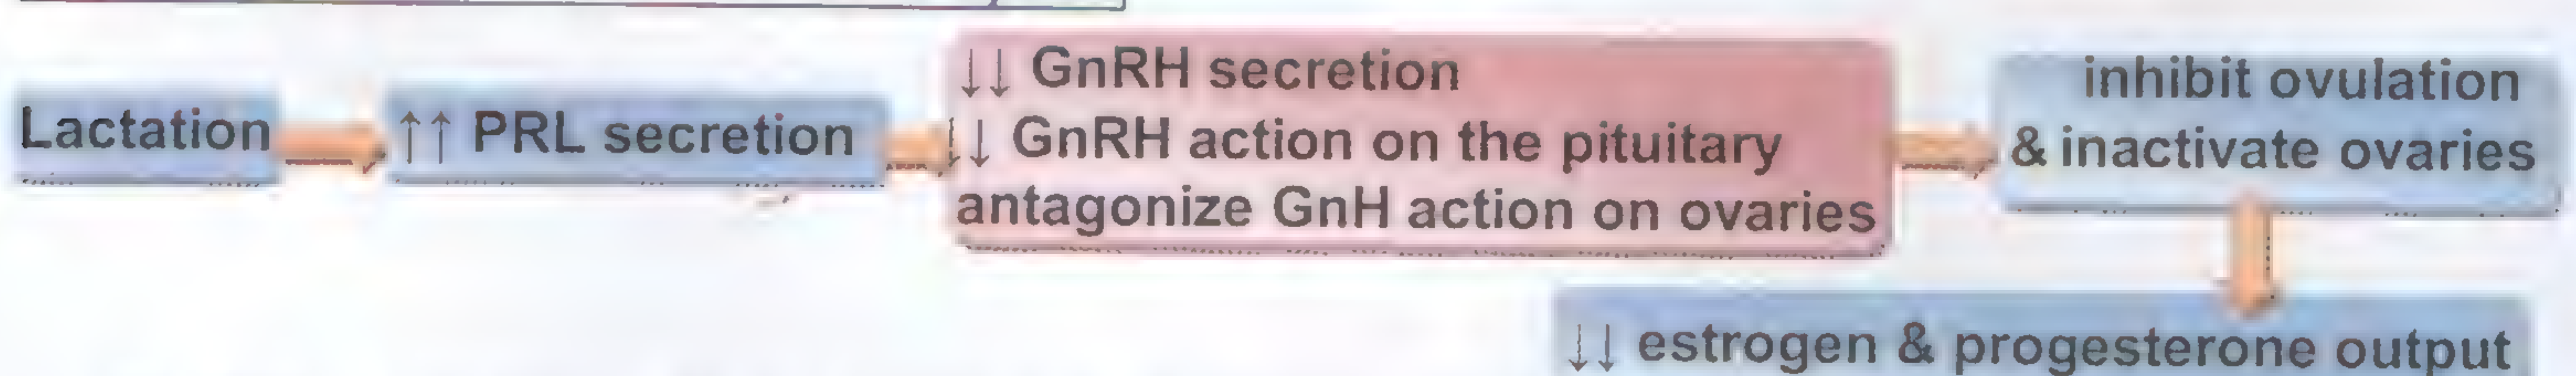 Lactation
↑↑ PRL secretion
↓↓ GnRH secretion
↓↓ GnRH action on the pituitary
antagonize GnH action on ovaries
inhibit ovulation
& inactivate ovaries
↓↓ estrogen & progesterone output